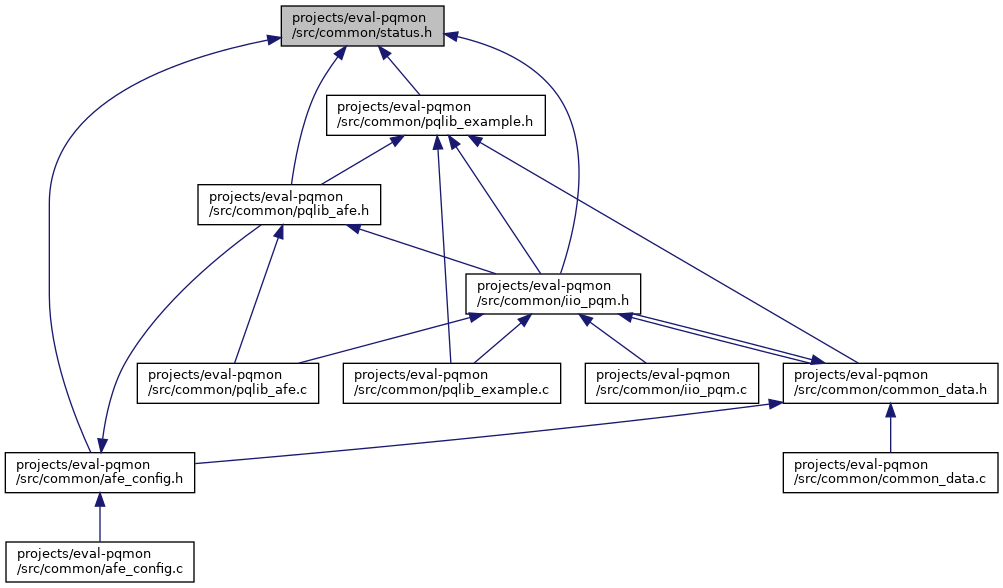 projects/eval-pqmon
/src/common/status.h
projects/eval-pqmon
/src/common/pqlib_example.h
projects/eval-pqmon
/src/common/pqlib_afe.h
projects/eval-pqmon
/src/common/iio_pqm.h
projects/eval-pqmon
/src/common/pqlib_afe.c
projects/eval-pqmon
/src/common/pqlib_example.c
projects/eval-pqmon
/src/common/iio_pqm.c
projects/eval-pqmon
/src/common/common_data.h
projects/eval-pqmon
/src/common/afe_config.h
projects/eval-pqmon
/src/common/common_data.c
projects/eval-pqmon
/src/common/afe_config.c